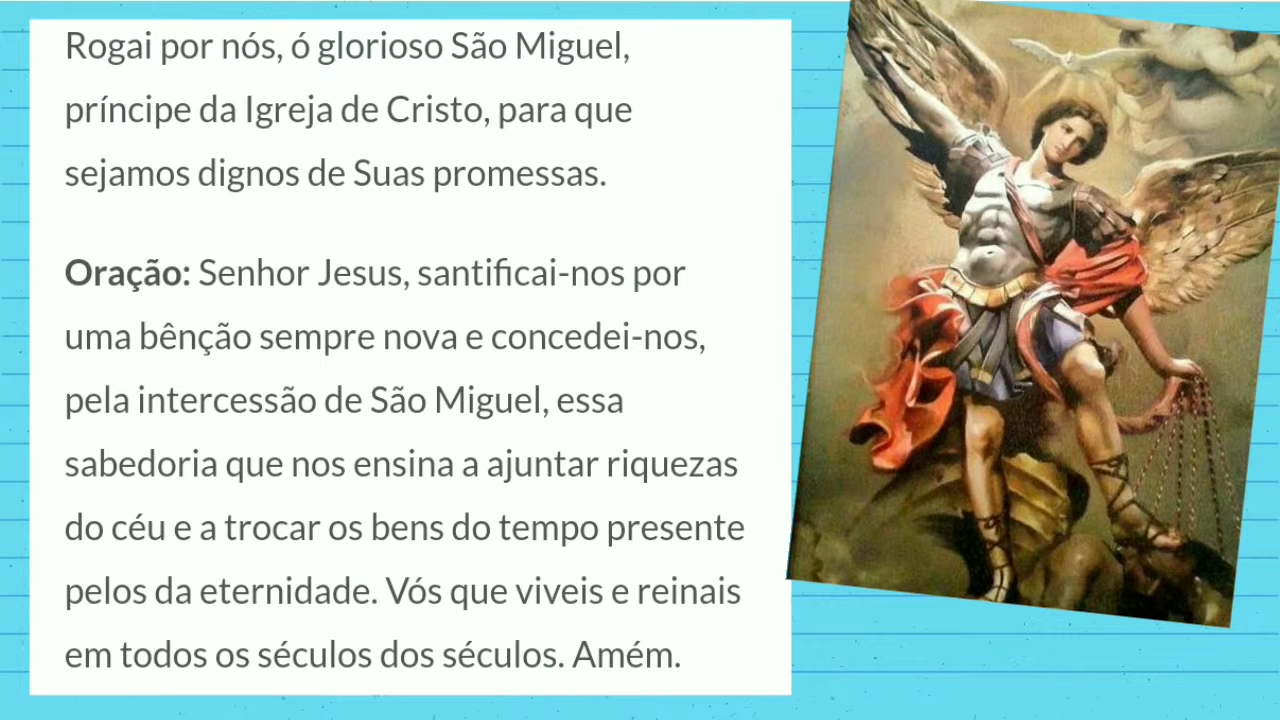 Rogai por nós, ó glorioso São Miguel,
príncipe da Igreja de Cristo, para que
sejamos dignos de Suas promessas.
Oração: Senhor Jesus, santificai-nos por
uma bênção sempre nova e concedei-nos,
pela intercessão de São Miguel, essa
sabedoria que nos ensina a ajuntar riquezas
do céu e a trocar os bens do tempo presente
pelos da eternidade. Vós que viveis e reinais
em todos os séculos dos séculos. Amém.